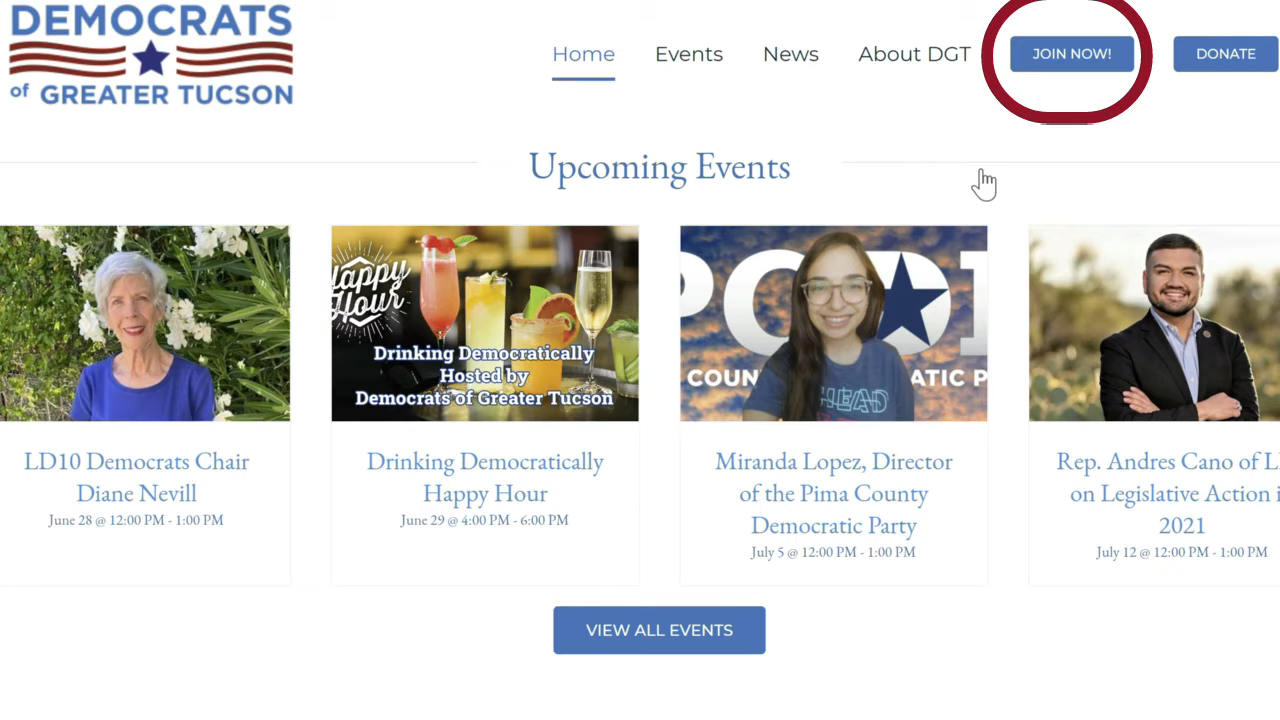 DEMOCRATS
of GREATER TUCSON
Home Events News About DGT JOIN NOW! DONATE
Upcoming Events
Happy
Hour
Drinking Democratically
Hosted by
Democrats of Greater Tucson
COUN ATIC P
HEAD
LD10 Democrats Chair
Diane Nevill
June 28 @ 12:00 PM - 1:00 PM
Drinking Democratically
Happy Hour
June 29 @ 4:00 PM - 6:00 PM
Miranda Lopez, Director
of the Pima County
Democratic Party
July 5 @ 12:00 PM - 1:00 PM
Rep. Andres Cano of L
on Legislative Action i
2021
July 12 @ 12:00 PM - 1:00 PM
VIEW ALL EVENTS